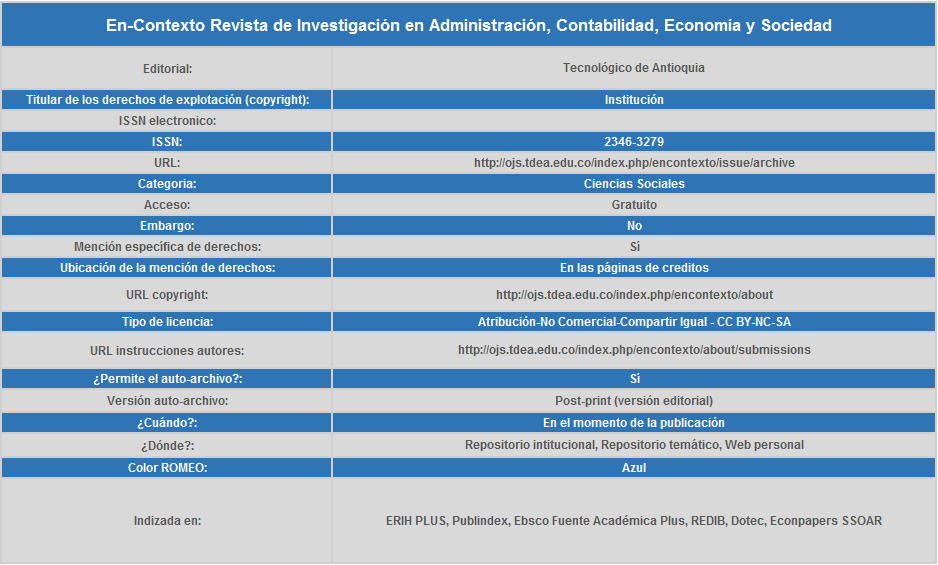 En-Contexto Revista de Investigación en Administración, Contabilidad, Economía y Sociedad
Editorial: Tecnológico de Antioquia
Titular de los derechos de explotación (copyright): Institución
ISSN electronico:
ISSN: 2346-3279
URL: http://ojs.tdea.edu.co/index.php/encontexto/issue/archive
Categoria: Ciencias Sociales
Acceso: Gratuito
Embargo: No
Mención específica de derechos: Sí
Ubicación de la mención de derechos: En las páginas de creditos
URL copyright: http://ojs.tdea.edu.co/index.php/encontexto/about
Tipo de licencia: Atribución-No Comercial-Compartir Igual - CC BY-NC-SA
URL instrucciones autores: http://ojs.tdea.edu.co/index.php/encontexto/about/submissions
¿Permite el auto-archivo?: Sí
Versión auto-archivo: Post-print (versión editorial)
¿Cuándo?: En el momento de la publicación
¿Dónde?: Repositorio intitucional, Repositorio temático, Web personal
Color ROMEO: Azul
Indizada en: ERIH PLUS, Publindex, Ebsco Fuente Académica Plus, REDIB, Dotec, Econpapers SSOAR